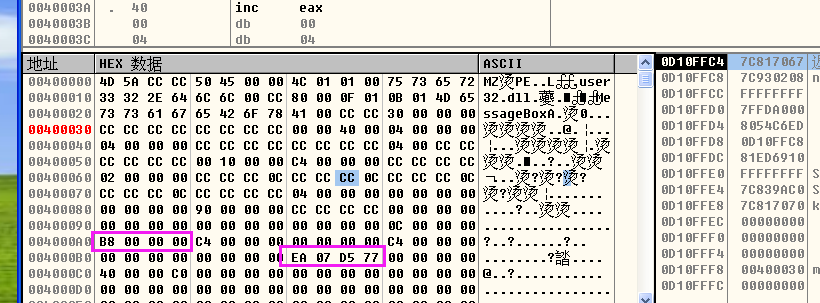 0040003A . 40 inc eax
0040003B 00 db 00
0040003C 04 db 04
地址 HEX 数据 ASCII
00400000 4D 5A CC CC 50 45 00 00 4C 01 01 00 75 73 65 72 MZ烫PE..L user
00400010 33 32 2E 64 6C 6C 00 CC 80 00 0F 01 0B 01 4D 65 32.dll. Me
00400020 73 73 61 67 65 42 6F 78 41 00 CC CC 30 00 00 00 ssageBoxA.烫0...
00400030 CC CC CC CC CC CC CC CC 00 00 40 00 04 00 00 00 烫烫烫烫..@. ...
00400040 04 00 00 00 CC CC CC CC CC CC CC CC 04 00 CC CC ...烫烫烫烫 .烫
00400050 CC CC CC CC 00 10 00 00 C4 00 00 00 CC CC CC CC 烫烫. ..?..烫烫
00400060 02 00 00 00 CC CC CC 0C CC CC CC 0C CC CC CC 0C ...烫?烫?烫?
00400070 CC CC CC 0C CC CC CC CC 04 00 00 00 00 00 00 00 烫?烫烫 .......
00400080 00 00 00 00 90 00 00 00 CC CC CC CC 00 00 00 00 ....?..烫烫....
00400090 00 00 00 00 00 00 00 00 00 00 00 00 0C 00 00 00
004000A0 B8 00 00 00 C4 00 00 00 00 00 00 00 C4 00 00 00 ?..?......?..
004000B0 00 00 00 00 00 00 00 00 EA 07 D5 77 00 00 00 00
004000C0 40 00 00 C0 00 00 00 00 00 00 00 00 00 00 00 00 @..?............
004000D0 00 00 00 00 00 00 00 00 00 00 00 00 00 00 00 00 ................
0D10FFC4 7C817067
0D10FFC8 7C930208 n
0D10FFCC FFFFFFFF
0D10FFD0 7FFDA000
0D10FFD4 8054C6ED
0D10FFD8 0D10FFC8
0D10FFDC 81ED6910
0D10FFE0 FFFFFFFF S
0D10FFE4 7C839AC0 S
0D10FFE8 7C817070 k
0D10FFEC 00000000
0D10FFF0 00000000
0D10FFF4 00000000
0D10FFF8 00400030 m
0D10FFFC 00000000